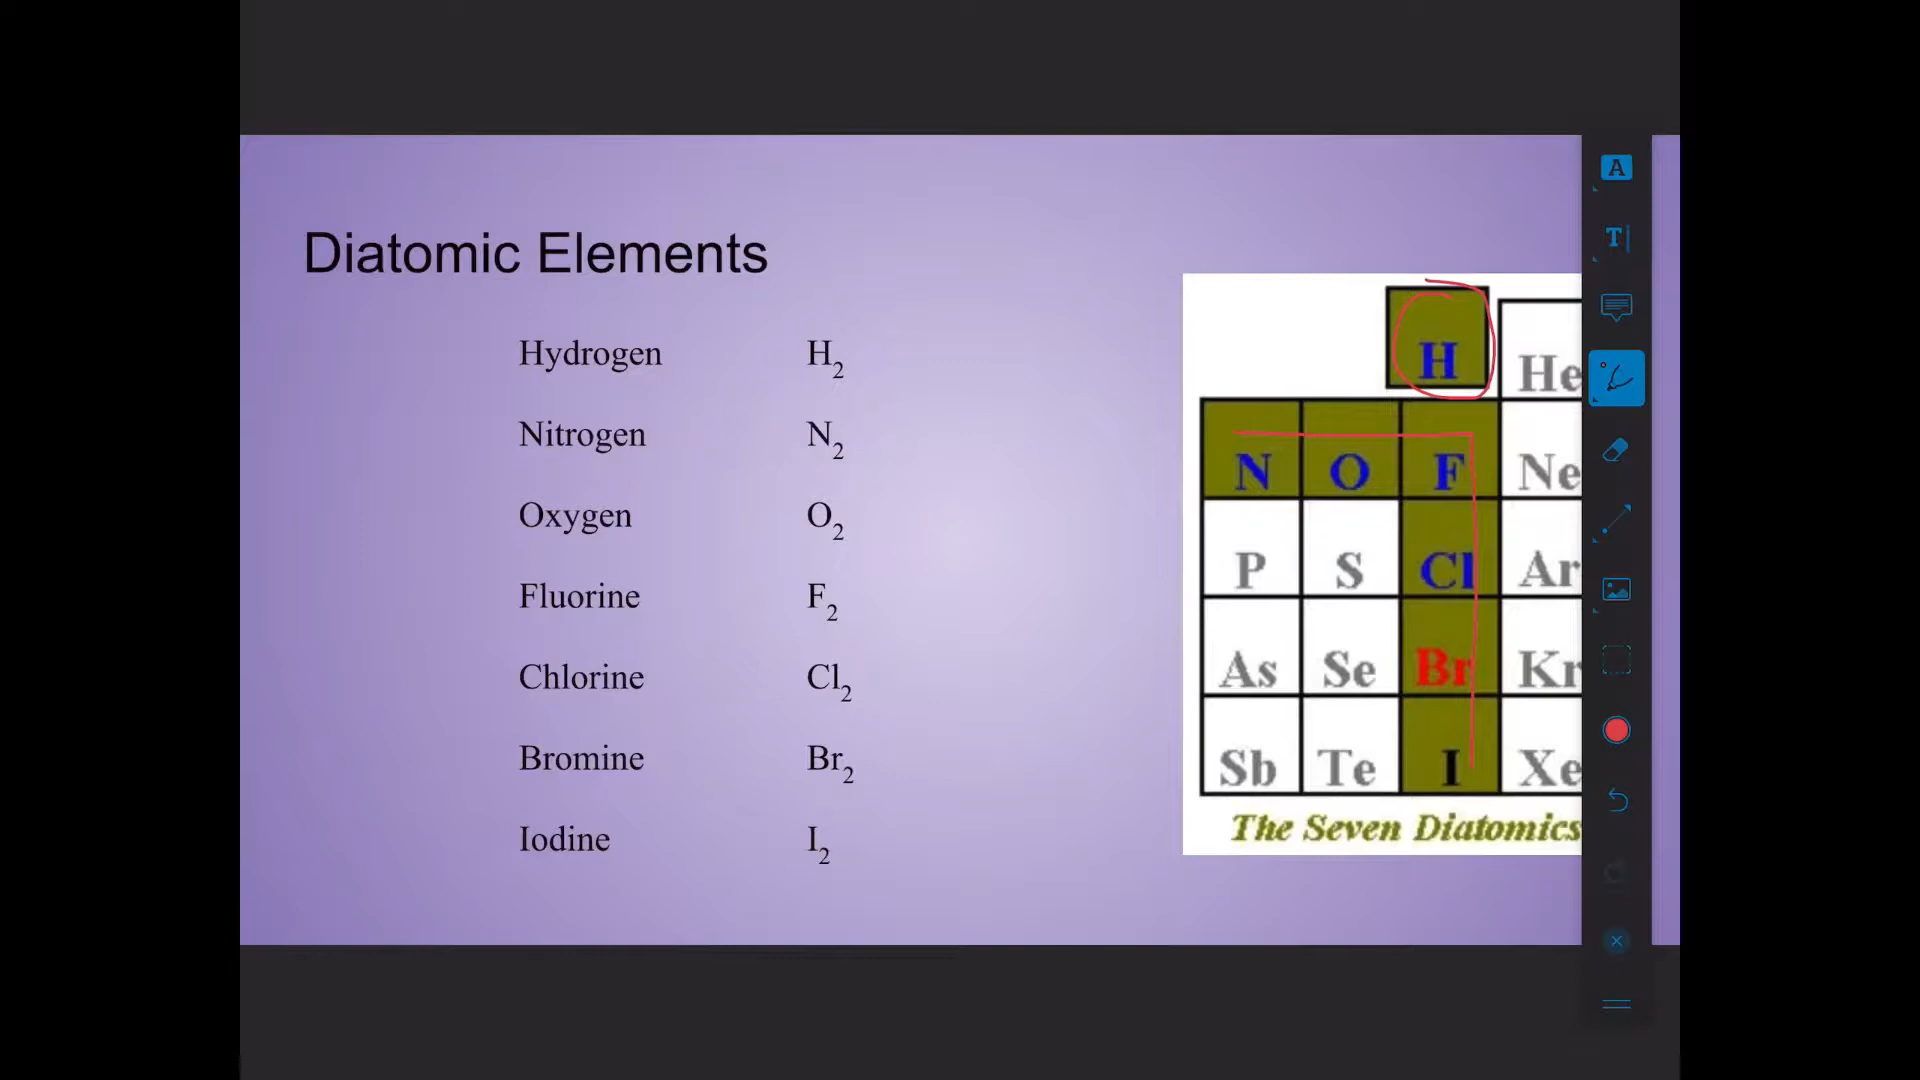 Diatomic Elements
Hydrogen H₂
Nitrogen N₂
Oxygen O₂
Fluorine F₂
Chlorine Cl₂
Bromine Br₂
Iodine I₂
H He
N O F Ne
P S Cl Ar
As Se Br Kr
Sb Te I Xe
The Seven Diatomics
A
T